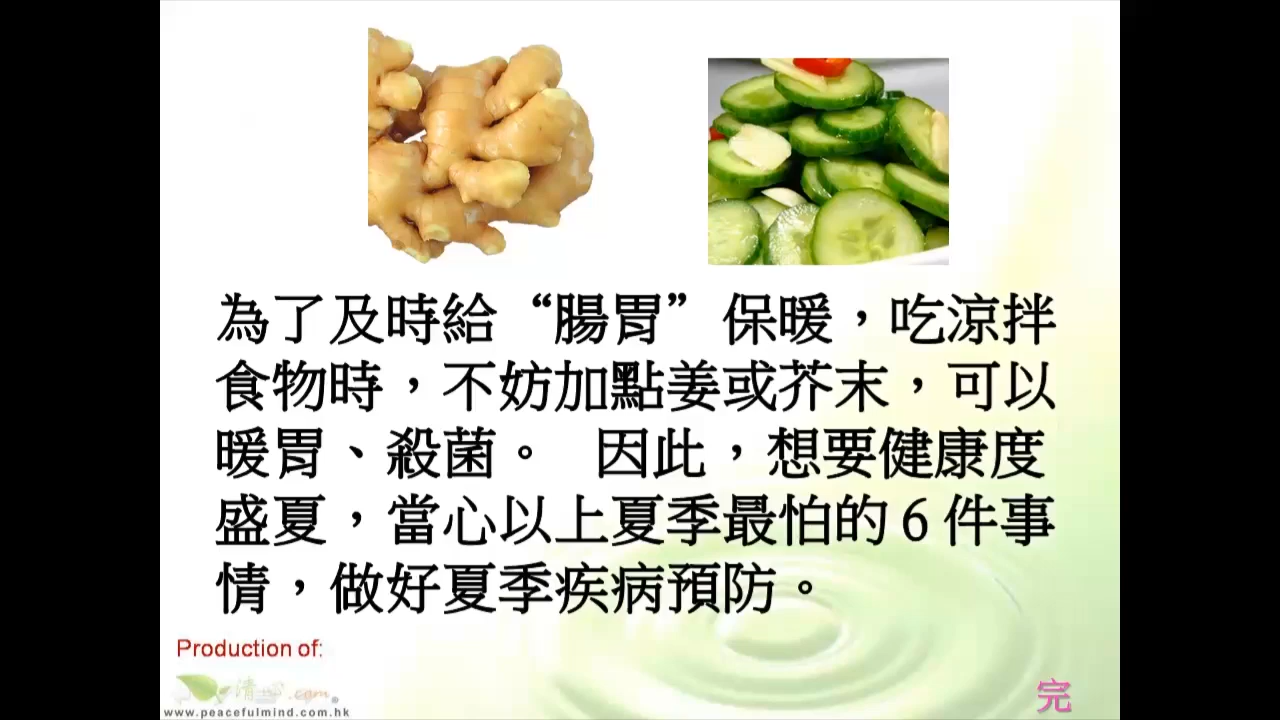 為了及時給“腸胃”保暖，吃涼拌
食物時，不妨加點姜或芥末，可以
暖胃、殺菌。 因此，想要健康度
盛夏，當心以上夏季最怕的6件事
情，做好夏季疾病預防。
Production of:
清心.com
www.peacefulmind.com.hk
完